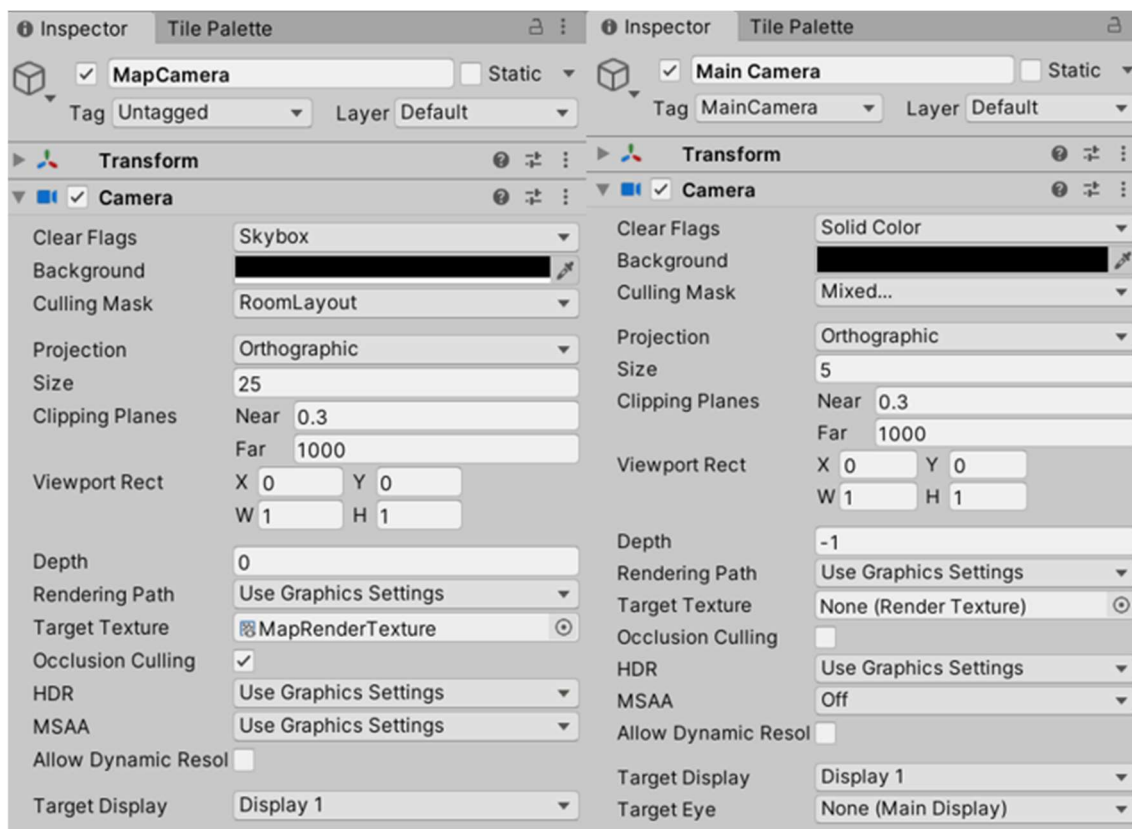 Inspector Tile Palette
MapCamera Static
Tag Untagged Layer Default
Transform
Camera
Clear Flags Skybox
Background
Culling Mask RoomLayout
Projection Orthographic
Size 25
Clipping Planes Near 0.3
Far 1000
Viewport Rect X 0 Y 0
W 1 H 1
Depth 0
Rendering Path Use Graphics Settings
Target Texture MapRenderTexture
Occlusion Culling
HDR Use Graphics Settings
MSAA Use Graphics Settings
Allow Dynamic Resol
Target Display Display 1
Inspector Tile Palette
Main Camera Static
Tag MainCamera Layer Default
Transform
Camera
Clear Flags Solid Color
Background
Culling Mask Mixed...
Projection Orthographic
Size 5
Clipping Planes Near 0.3
Far 1000
Viewport Rect X 0 Y 0
W 1 H 1
Depth -1
Rendering Path Use Graphics Settings
Target Texture None (Render Texture)
Occlusion Culling
HDR Use Graphics Settings
MSAA Off
Allow Dynamic Resol
Target Display Display 1
Target Eye None (Main Display)